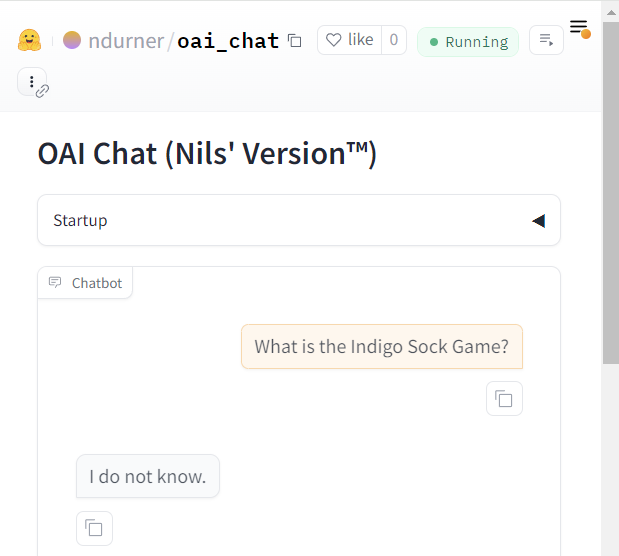 ndurner/oai_chat like 0 Running
OAI Chat (Nils' Version™)
Startup
Chatbot
What is the Indigo Sock Game?
I do not know.